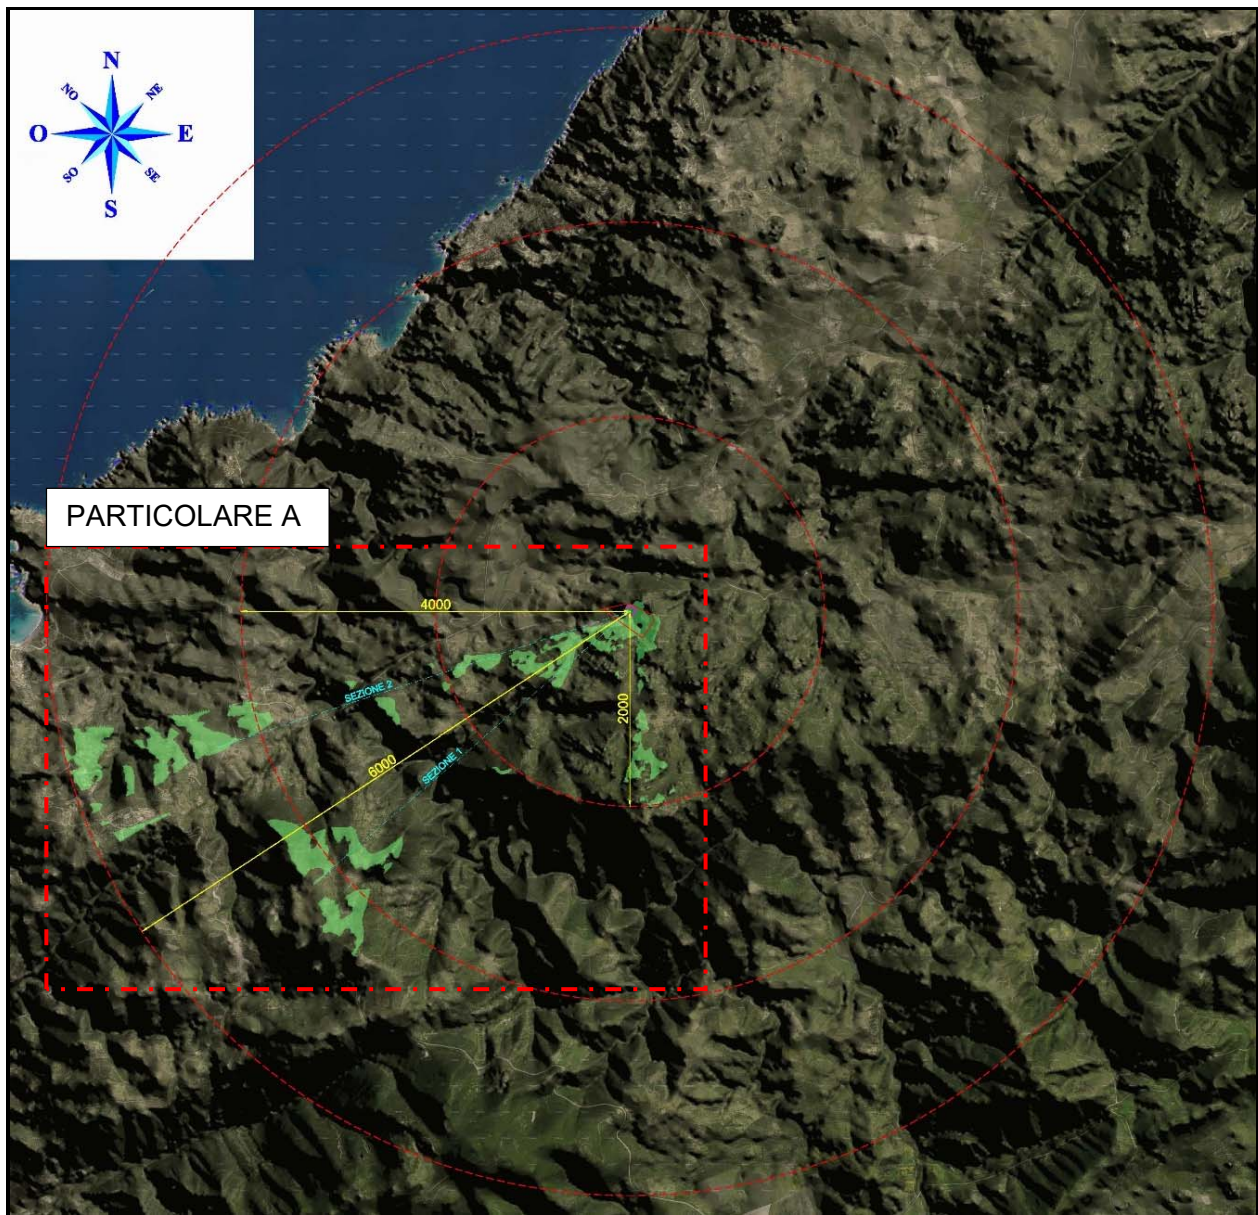 N
NO
NE
O
E
SO
SE
S
PARTICOLARE A
4000
SEZIONE 2
2000
6000
SEZIONE 1